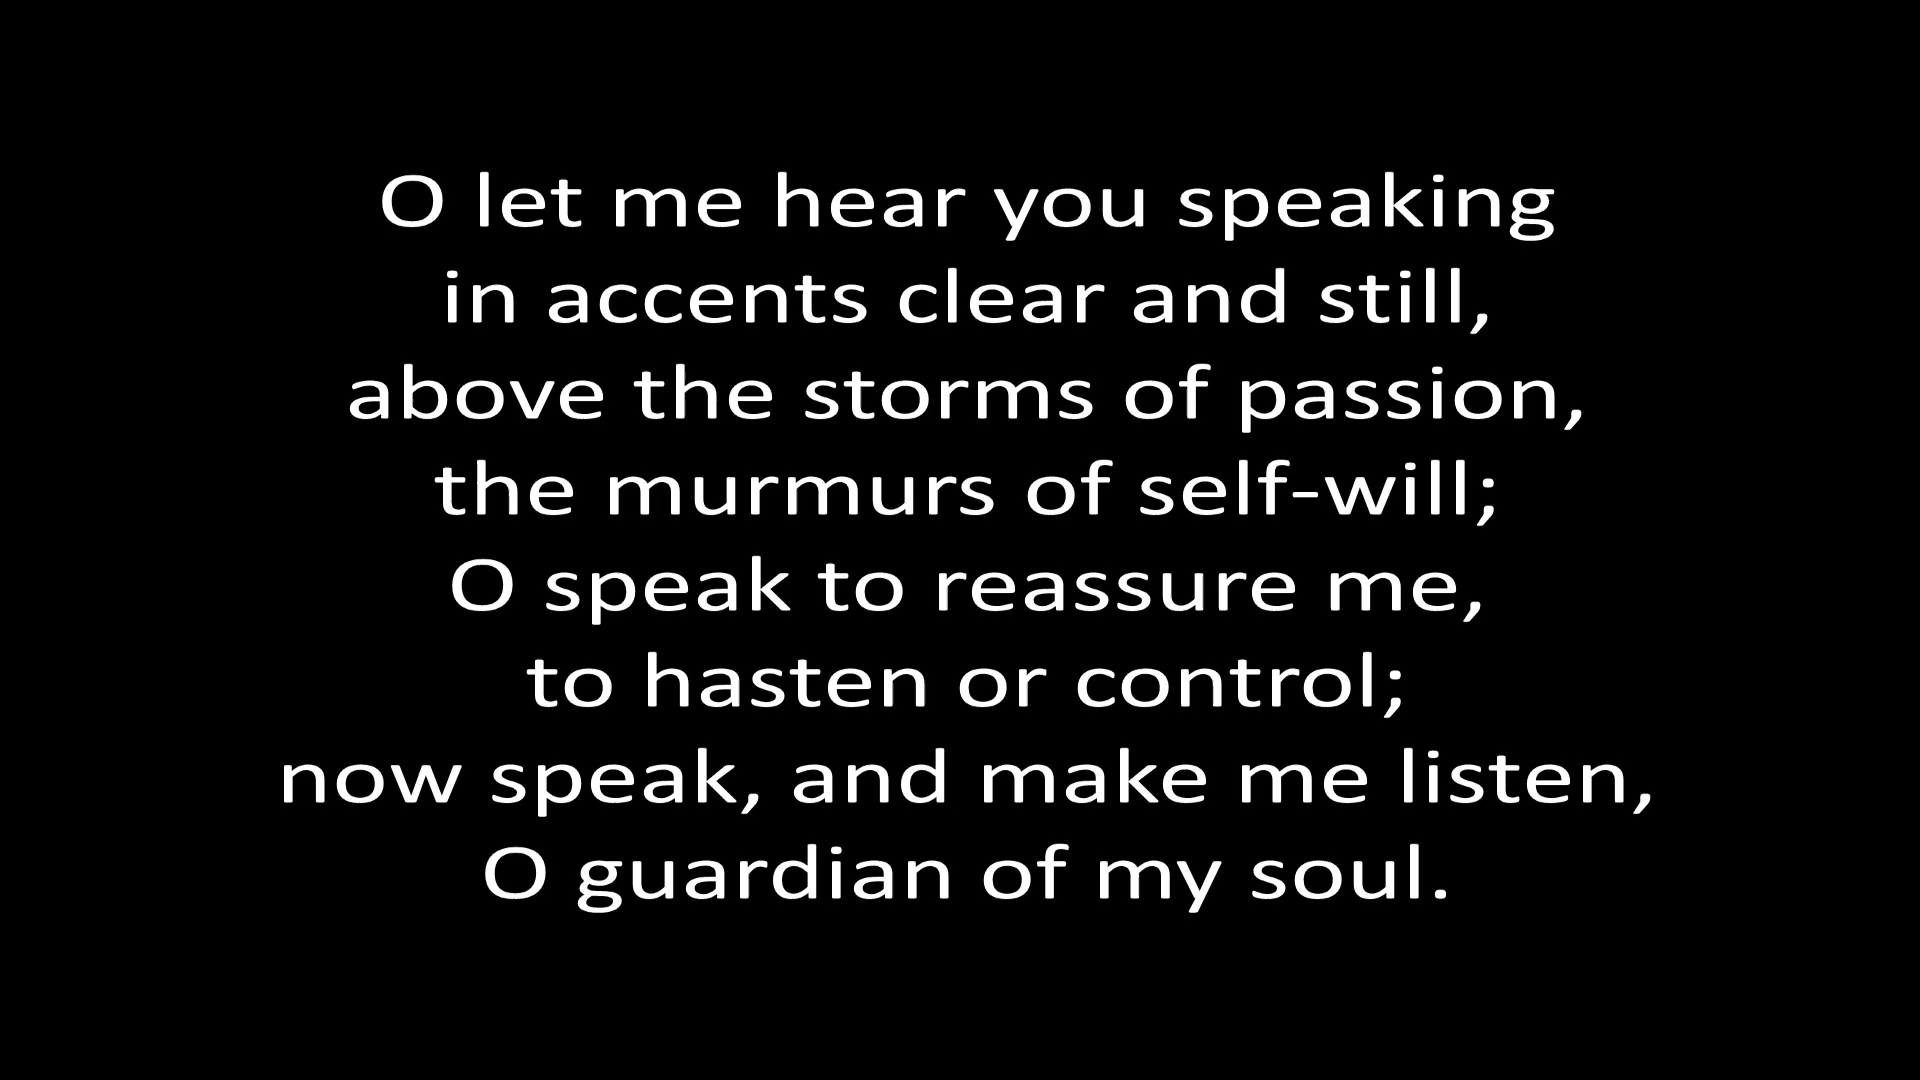 O let me hear you speaking
in accents clear and still,
above the storms of passion,
the murmurs of self-will;
O speak to reassure me,
to hasten or control;
now speak, and make me listen,
O guardian of my soul.